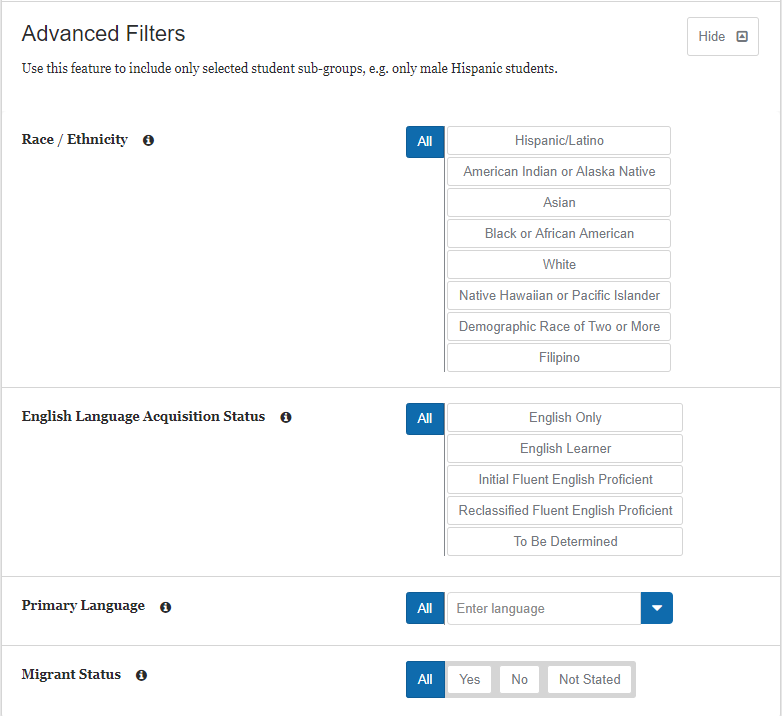 Advanced Filters
Hide
Use this feature to include only selected student sub-groups, e.g. only male Hispanic students.
Race / Ethnicity
All
Hispanic/Latino
American Indian or Alaska Native
Asian
Black or African American
White
Native Hawaiian or Pacific Islander
Demographic Race of Two or More
Filipino
English Language Acquisition Status
All
English Only
English Learner
Initial Fluent English Proficient
Reclassified Fluent English Proficient
To Be Determined
Primary Language
All
Enter language
Migrant Status
All
Yes
No
Not Stated